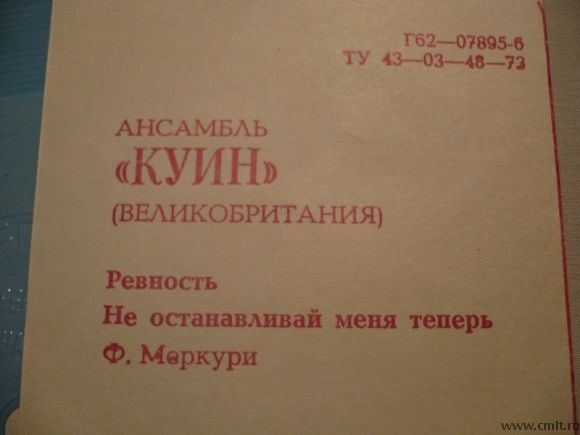 Г62—07895-6
ТУ 43—03—48—73
АНСАМБЛЬ
«КУИН»
(ВЕЛИКОБРИТАНИЯ)
Ревность
Не останавливай меня теперь
Ф. Меркури
www.cmlt.ru